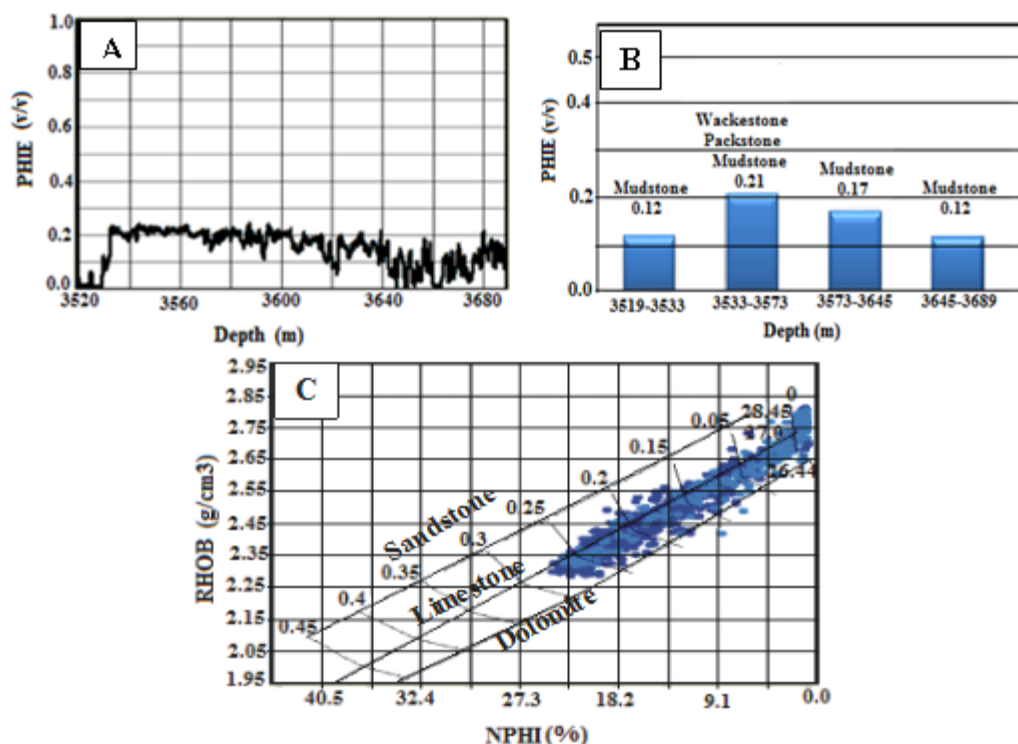 A
PHIE (v/v)
1.0
0.8
0.6
0.4
0.2
0.0
3520 3560 3600 3640 3680
Depth (m)
B
PHIE (v/v)
0.5
0.4
0.2
0.0
Wackestone
Packstone
Mudstone
0.12
Mudstone
0.21
Mudstone
0.17
Mudstone
0.12
3519-3533 3533-3573 3573-3645 3645-3689
Depth (m)
C
RHOB (g/cm3)
2.95
2.85
2.75
2.65
2.55
2.45
2.35
2.25
2.15
2.05
1.95
0
0.05
0.15
0.2
0.25
0.3
0.35
0.4
0.45
28.45
26.44
Sandstone
Limestone
40.5 32.4 27.3 18.2 9.1 0.0
NPHI (%)